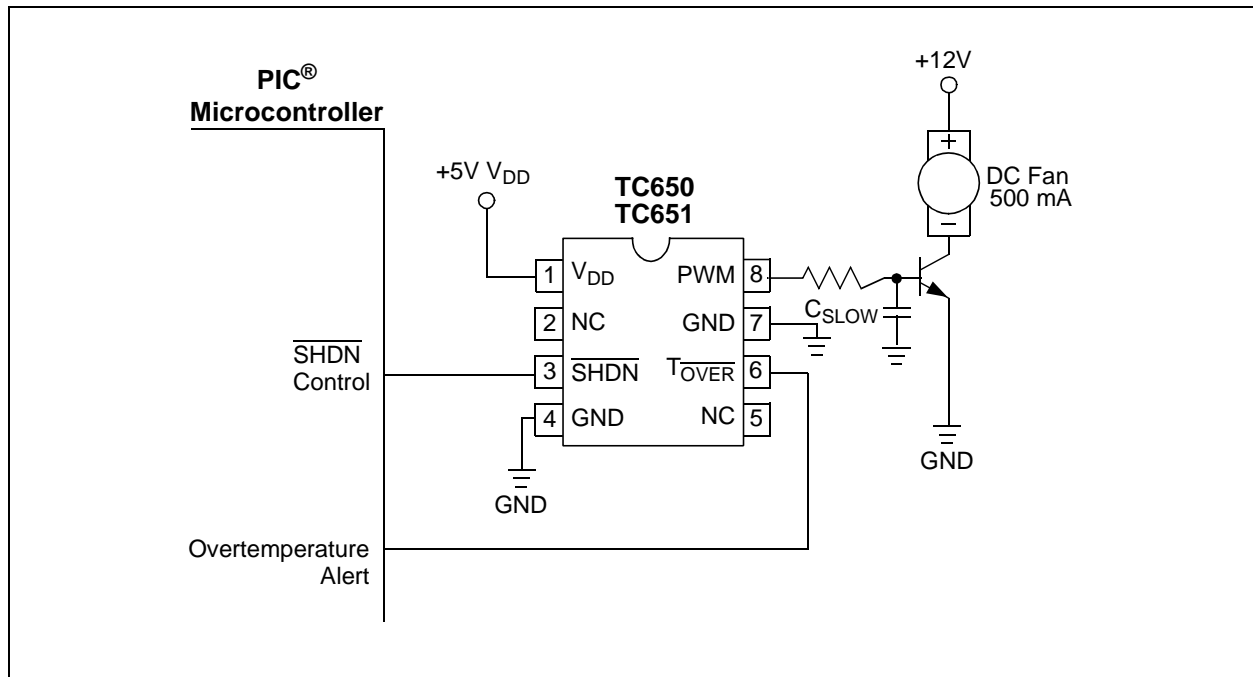 PIC®
Microcontroller
+12V
+
DC Fan
500 mA
−
+5V VDD
TC650
TC651
1 VDD
PWM 8
2 NC
CSLOW
GND 7
SHDN
Control
3 SHDN
TOVER 6
4 GND
NC 5
GND
GND
Overtemperature
Alert